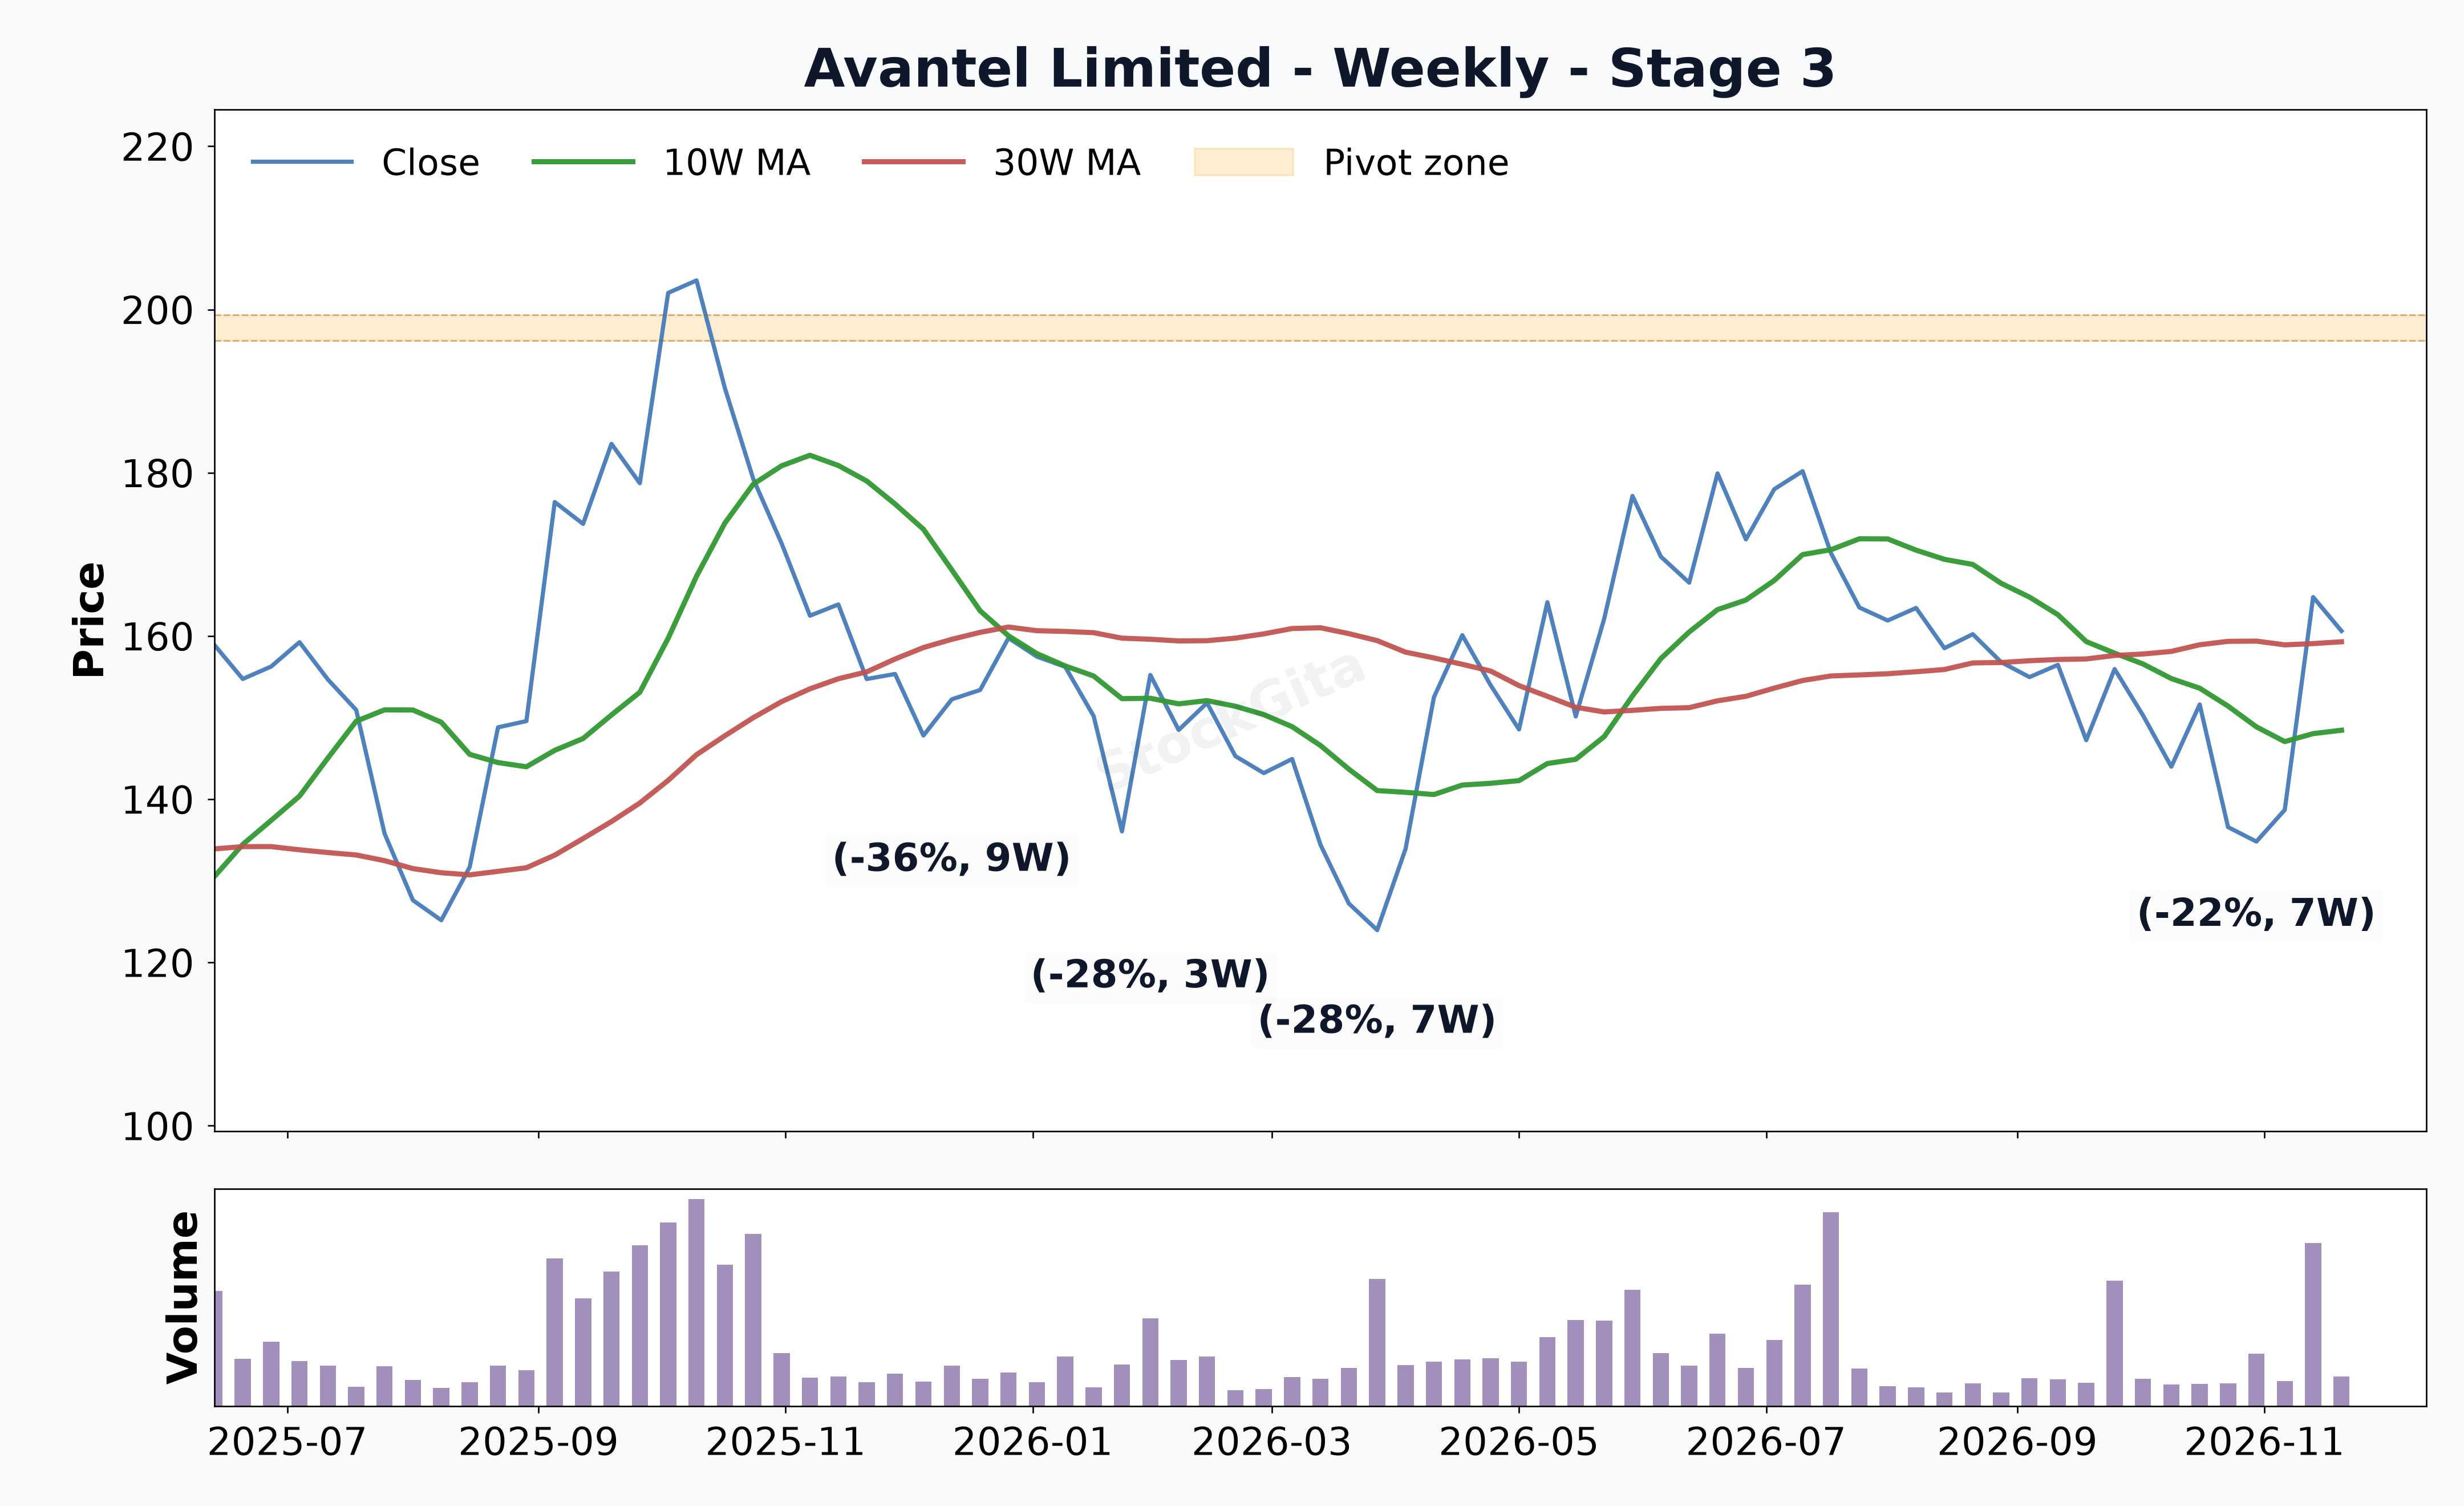 Avantel Limited - Weekly - Stage 3
Close
10W MA
30W MA
Pivot zone
220
200
180
160
140
120
100
Price
StockGita
(-36%, 9W)
(-28%, 3W)
(-28%, 7W)
(-22%, 7W)
Volume
2025-07
2025-09
2025-11
2026-01
2026-03
2026-05
2026-07
2026-09
2026-11